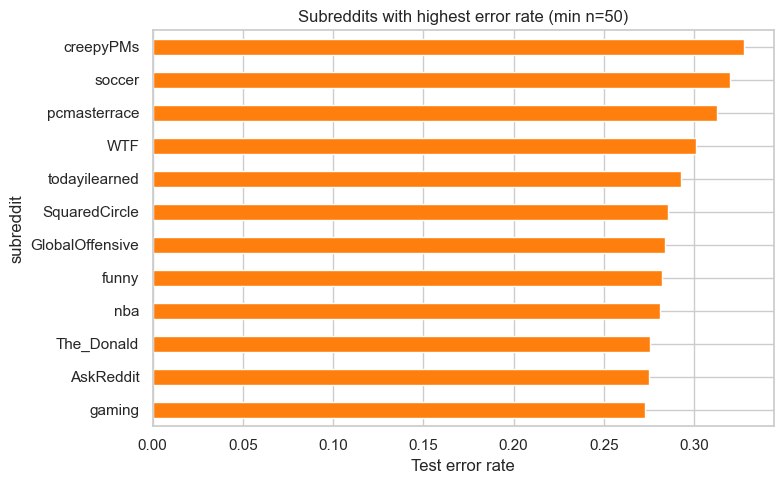 Subreddits with highest error rate (min n=50)
creepyPMs
soccer
pcmasterrace
WTF
todayilearned
SquaredCircle
GlobalOffensive
funny
nba
The_Donald
AskReddit
gaming
subreddit
0.00 0.05 0.10 0.15 0.20 0.25 0.30
Test error rate